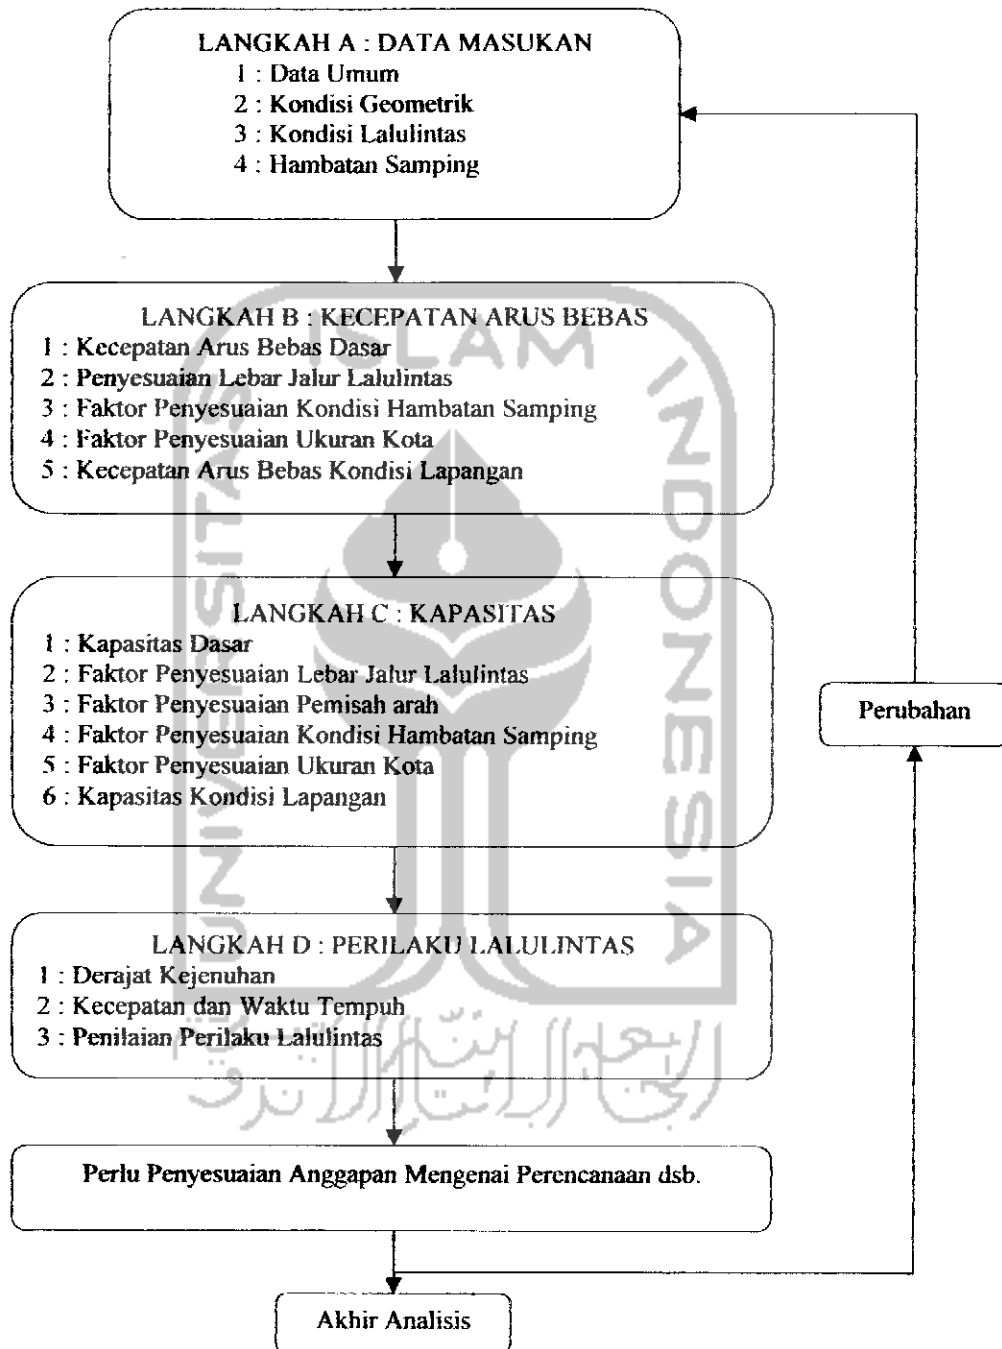 LANGKAH A : DATA MASUKAN
1 : Data Umum
2 : Kondisi Geometrik
3 : Kondisi Lalulintas
4 : Hambatan Samping
LANGKAH B : KECEPATAN ARUS BEBAS
1 : Kecepatan Arus Bebas Dasar
2 : Penyesuaian Lebar Jalur Lalulintas
3 : Faktor Penyesuaian Kondisi Hambatan Samping
4 : Faktor Penyesuaian Ukuran Kota
5 : Kecepatan Arus Bebas Kondisi Lapangan
LANGKAH C : KAPASITAS
1 : Kapasitas Dasar
2 : Faktor Penyesuaian Lebar Jalur Lalulintas
3 : Faktor Penyesuaian Pemisah arah
4 : Faktor Penyesuaian Kondisi Hambatan Samping
5 : Faktor Penyesuaian Ukuran Kota
6 : Kapasitas Kondisi Lapangan
Perubahan
LANGKAH D : PERILAKU LALULINTAS
1 : Derajat Kejenuhan
2 : Kecepatan dan Waktu Tempuh
3 : Penilaian Perilaku Lalulintas
Perlu Penyesuaian Anggapan Mengenai Perencanaan dsb.
Akhir Analisis
UNIVERSITAS
ISLAM
INDONESIA